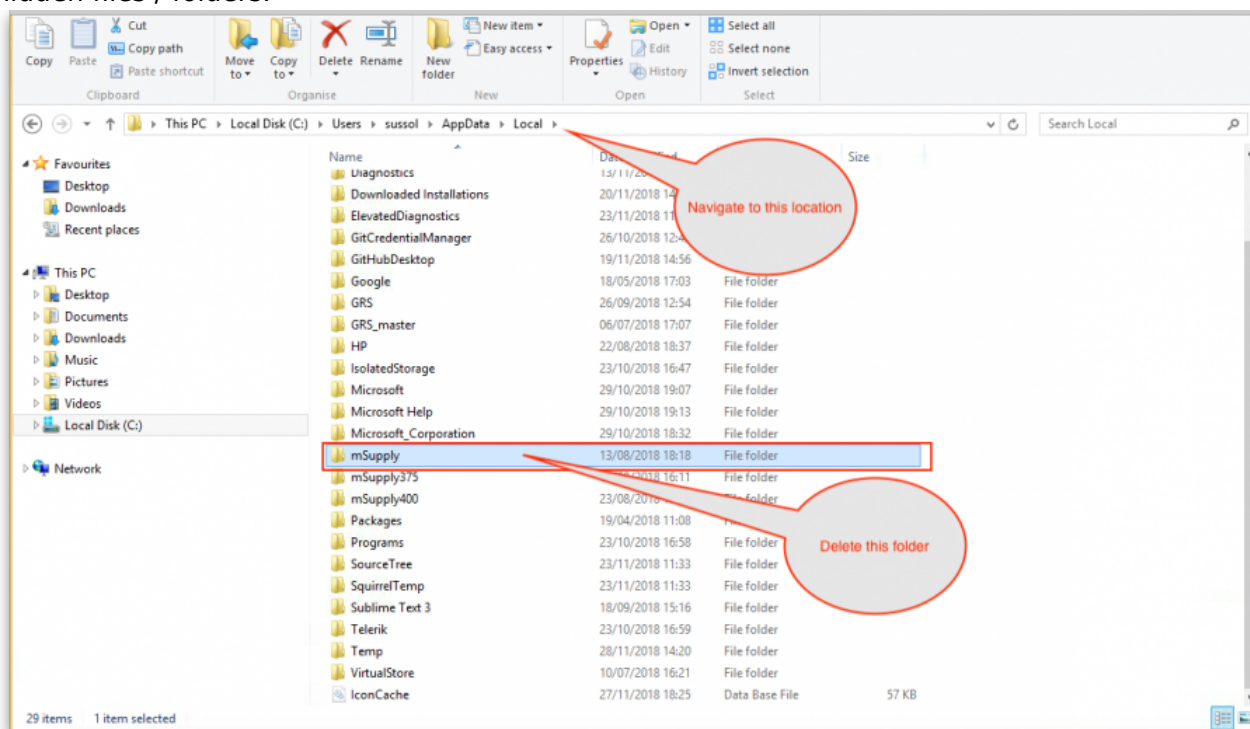 hidden files / folders:
Cut New item Open Select all
Copy path Easy access Edit Select none
Copy Paste Paste shortcut Move to Copy to Delete Rename New folder Properties History Invert selection
Clipboard Organise New Open Select
This PC Local Disk (C:) Users sussol AppData Local Search Local
Favourites
Desktop
Downloads
Recent places
This PC
Desktop
Documents
Downloads
Music
Pictures
Videos
Local Disk (C:)
Network
Name Size
Diagnostics
Downloaded Installations 20/11/2018
ElevatedDiagnostics 23/11/2018
GitCredentialManager 26/10/2018
GitHubDesktop 19/11/2018 14:56
Google 18/05/2018 17:03 File folder
GRS 26/09/2018 12:54 File folder
GRS_master 06/07/2018 17:07 File folder
HP 22/08/2018 18:37 File folder
IsolatedStorage 23/10/2018 16:47 File folder
Microsoft 29/10/2018 19:07 File folder
Microsoft Help 29/10/2018 19:13 File folder
Microsoft_Corporation 29/10/2018 18:32 File folder
mSupply 13/08/2018 18:18 File folder
mSupply375 16:11 File folder
mSupply400 23/08/2018 folder
Packages 19/04/2018 11:08
Programs 23/10/2018 16:58 File folder
SourceTree 23/11/2018 11:33 File folder
SquirrelTemp 23/11/2018 11:33 File folder
Sublime Text 3 18/09/2018 15:16 File folder
Telerik 23/10/2018 16:59 File folder
Temp 28/11/2018 14:20 File folder
VirtualStore 10/07/2018 16:21 File folder
IconCache 27/11/2018 18:25 Data Base File 57 KB
Navigate to this location
Delete this folder
29 items 1 item selected